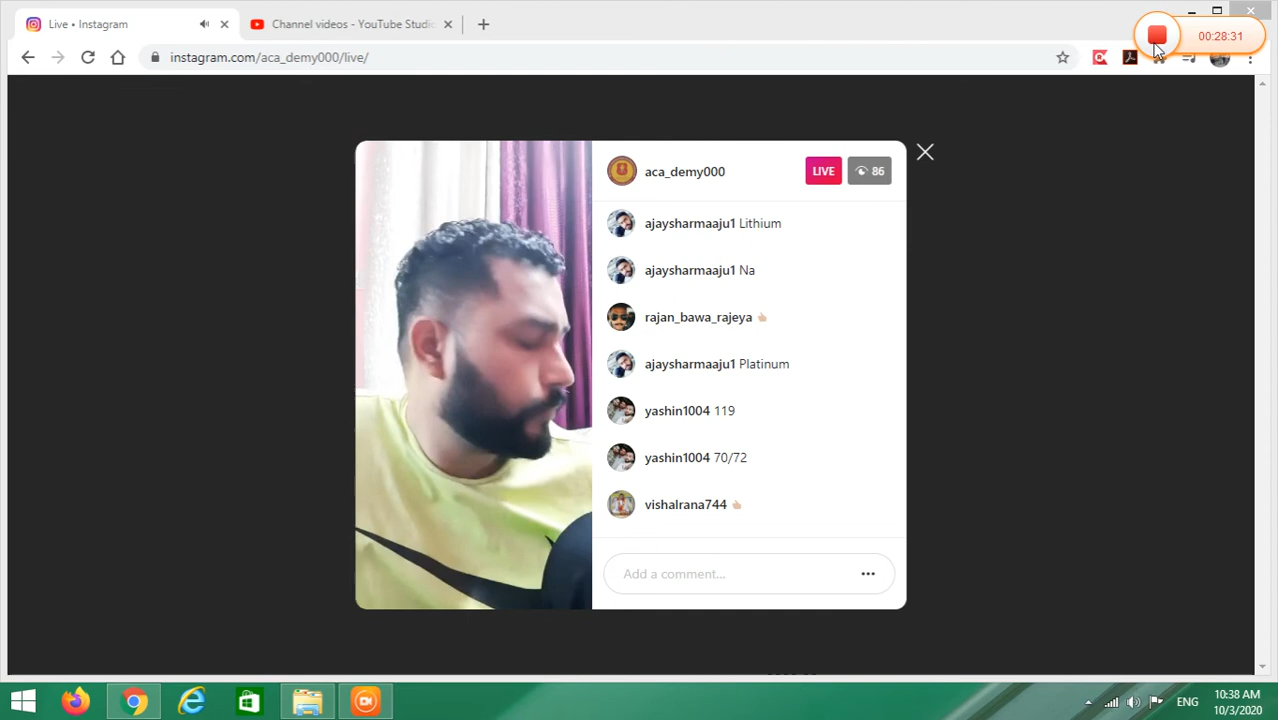 Live • Instagram
Channel videos - YouTube Studio
00:28:31
instagram.com/aca_demy000/live/
aca_demy000
LIVE
86
ajaysharmaaju1 Lithium
ajaysharmaaju1 Na
rajan_bawa_rajeya
ajaysharmaaju1 Platinum
yashin1004 119
yashin1004 70/72
vishalrana744
Add a comment...
ENG
10:38 AM
10/3/2020